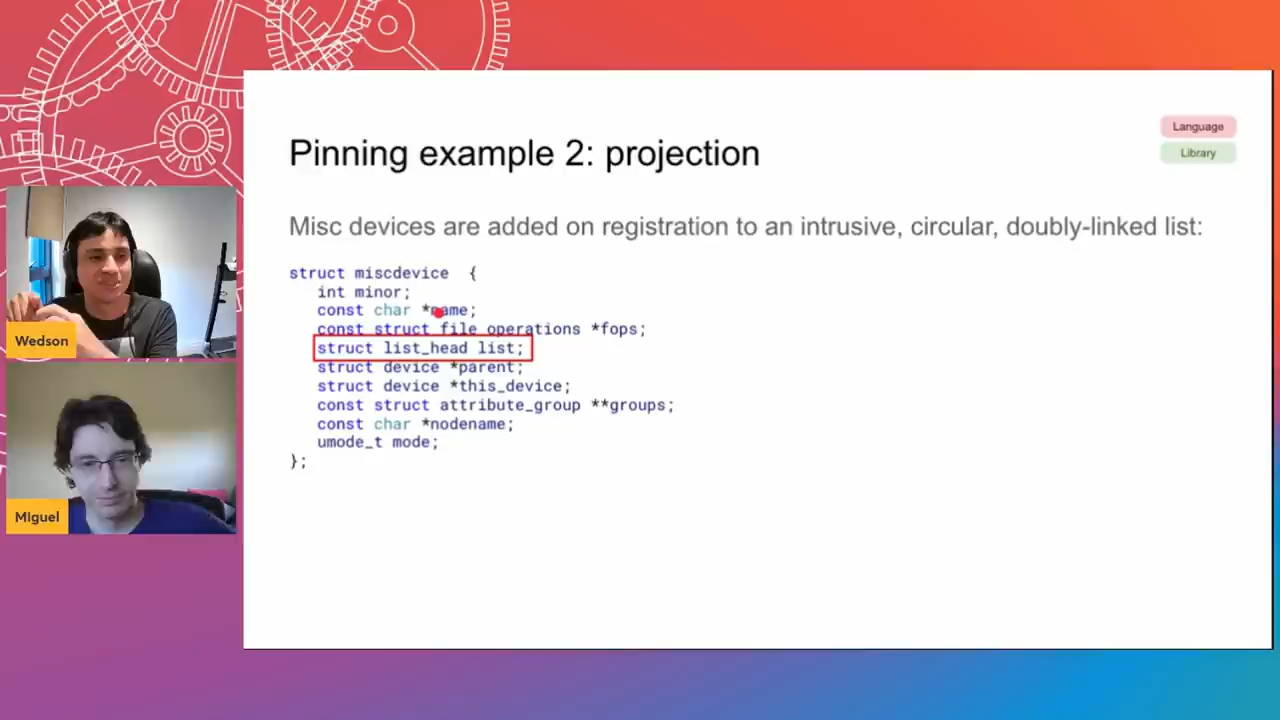 Language
Library
Pinning example 2: projection
Misc devices are added on registration to an intrusive, circular, doubly-linked list:
struct miscdevice  {
int minor;
const char *name;
const struct file_operations *fops;
struct list_head list;
struct device *parent;
struct device *this_device;
const struct attribute_group **groups;
const char *nodename;
umode_t mode;
};
Wedson
Miguel